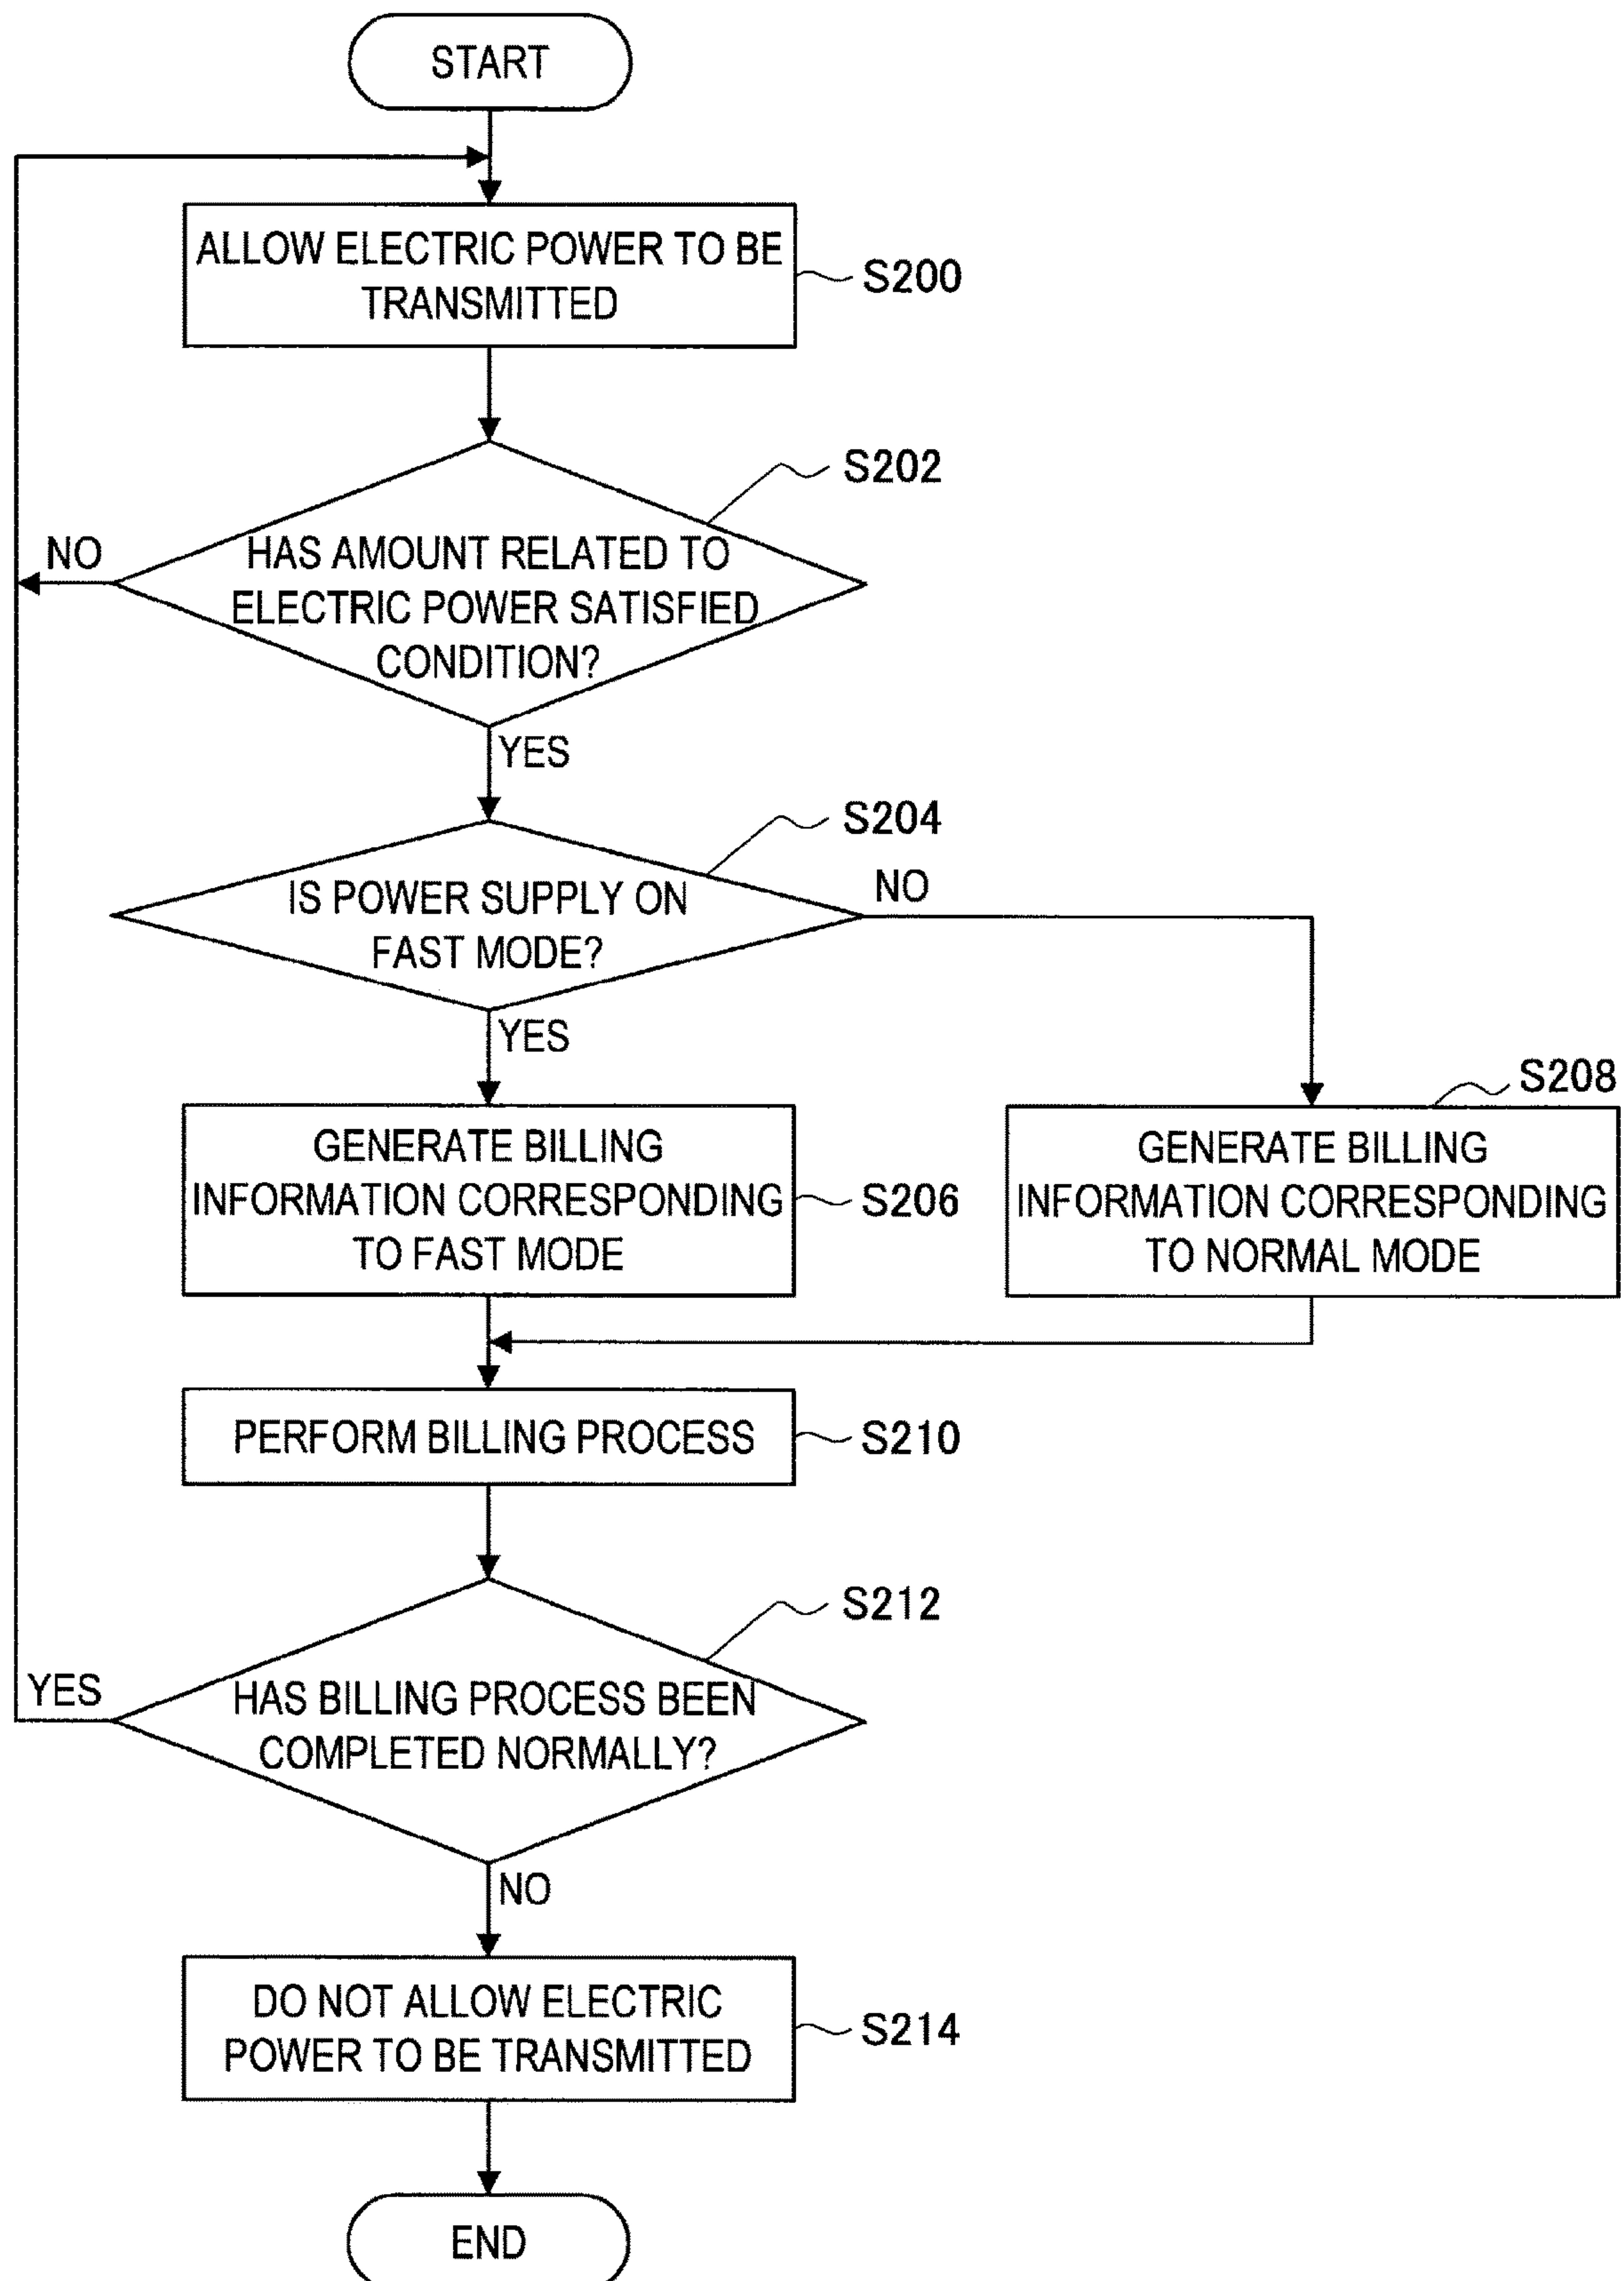 START
ALLOW ELECTRIC POWER TO BE
TRANSMITTED
S200
S202
HAS AMOUNT RELATED TO
ELECTRIC POWER SATISFIED
CONDITION?
NO
YES
S204
IS POWER SUPPLY ON
FAST MODE?
NO
YES
GENERATE BILLING
INFORMATION CORRESPONDING
TO FAST MODE
S206
S208
GENERATE BILLING
INFORMATION CORRESPONDING
TO NORMAL MODE
PERFORM BILLING PROCESS
S210
S212
HAS BILLING PROCESS BEEN
COMPLETED NORMALLY?
YES
NO
DO NOT ALLOW ELECTRIC
POWER TO BE TRANSMITTED
S214
END